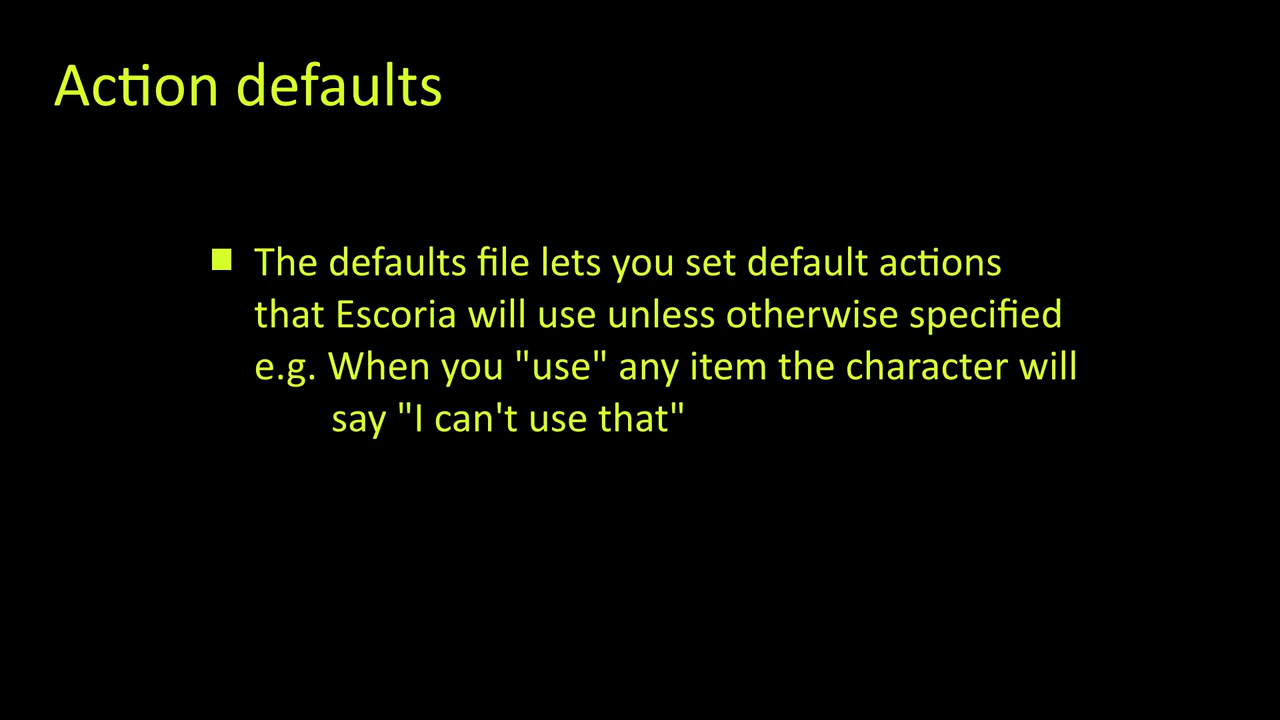 Action defaults
The defaults file lets you set default actions
that Escoria will use unless otherwise specified
e.g. When you "use" any item the character will
say "I can't use that"